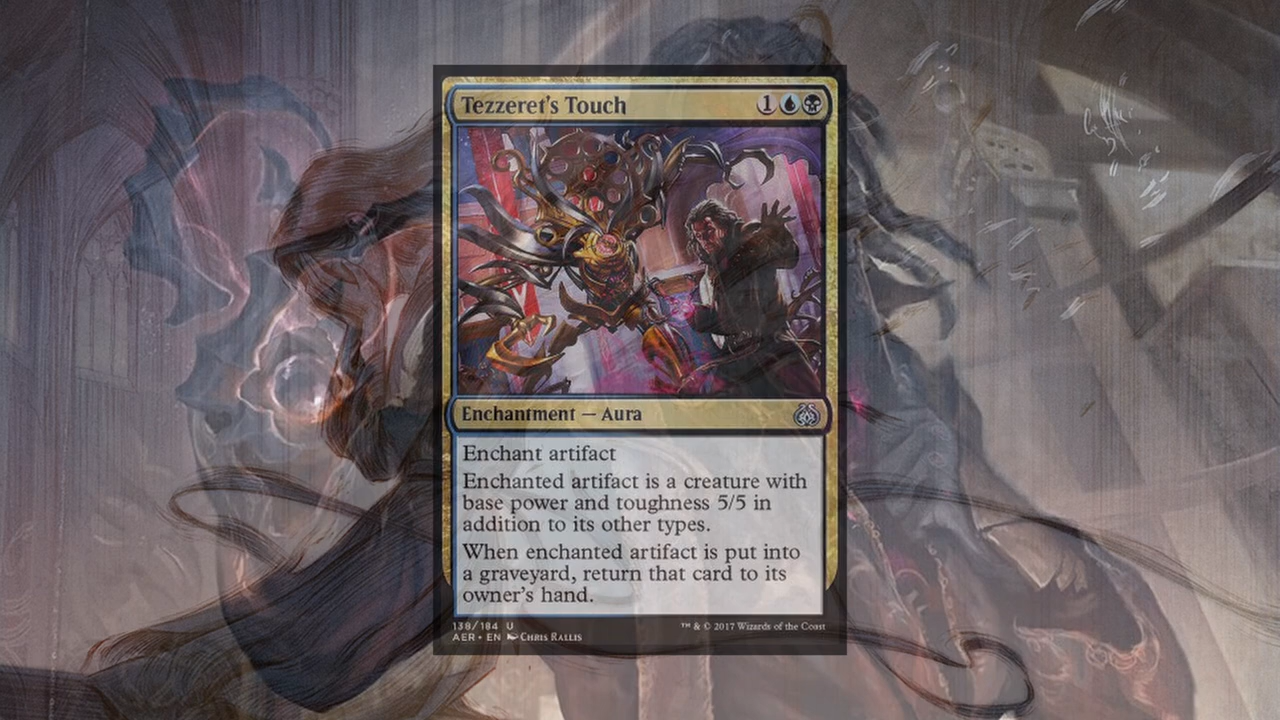 Tezzeret's Touch 1
Enchantment — Aura
Enchant artifact
Enchanted artifact is a creature with
base power and toughness 5/5 in
addition to its other types.
When enchanted artifact is put into
a graveyard, return that card to its
owner's hand.
138/184 U
AER • EN Chris Rallis
™ & © 2017 Wizards of the Coast